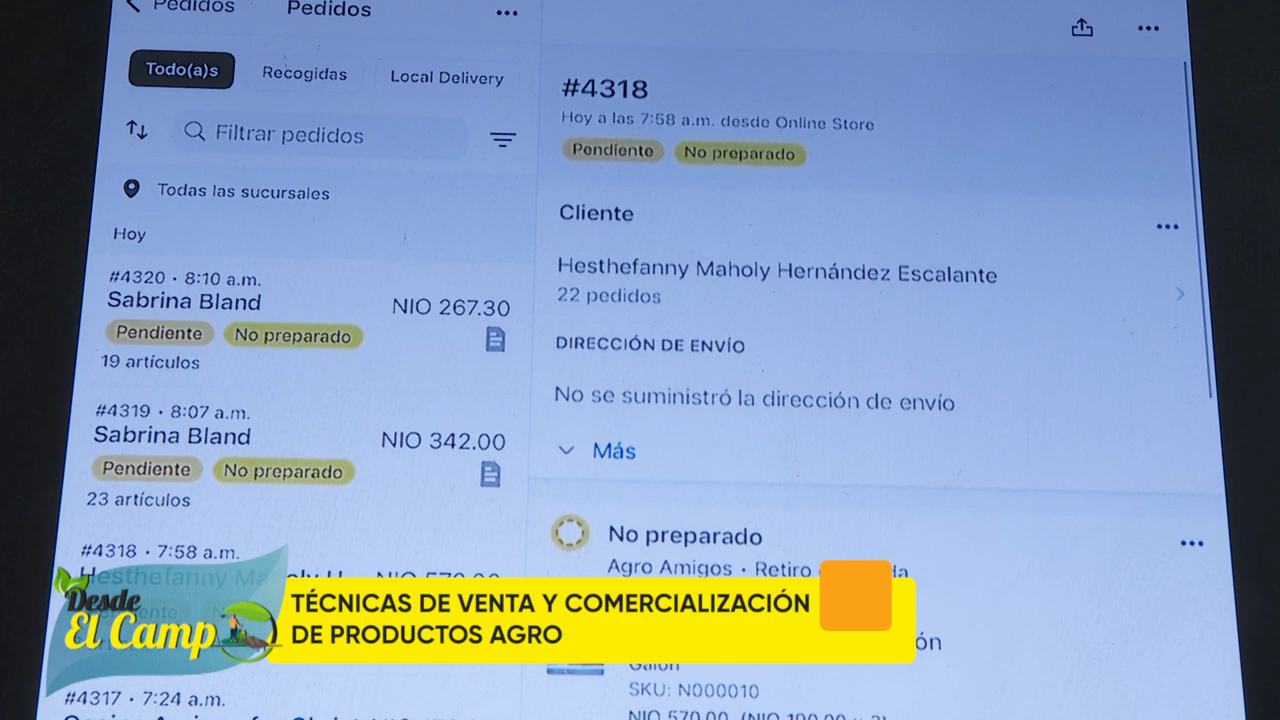 Pedidos
Pedidos
Todo(a)s
Recogidas
Local Delivery
Filtrar pedidos
Todas las sucursales
Hoy
#4320 • 8:10 a.m.
Sabrina Bland
NIO 267.30
Pendiente
No preparado
19 artículos
#4319 • 8:07 a.m.
Sabrina Bland
NIO 342.00
Pendiente
No preparado
23 artículos
#4318 • 7:58 a.m.
#4317 • 7:24 a.m.
#4318
Hoy a las 7:58 a.m. desde Online Store
Pendiente
No preparado
Cliente
Hesthefanny Maholy Hernández Escalante
22 pedidos
DIRECCIÓN DE ENVÍO
No se suministró la dirección de envío
Más
No preparado
Agro Amigos • Retiro
Galón
SKU: N000010
NIO 570.00
Desde
El Campo
TÉCNICAS DE VENTA Y COMERCIALIZACIÓN
DE PRODUCTOS AGRO